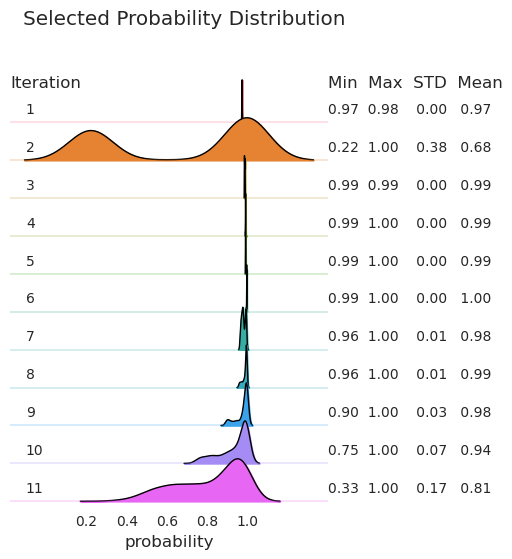 Selected Probability Distribution
Iteration Min Max STD Mean
1 0.97 0.98 0.00 0.97
2 0.22 1.00 0.38 0.68
3 0.99 0.99 0.00 0.99
4 0.99 1.00 0.00 0.99
5 0.99 1.00 0.00 0.99
6 0.99 1.00 0.00 1.00
7 0.96 1.00 0.01 0.98
8 0.96 1.00 0.01 0.99
9 0.90 1.00 0.03 0.98
10 0.75 1.00 0.07 0.94
11 0.33 1.00 0.17 0.81
0.2 0.4 0.6 0.8 1.0
probability